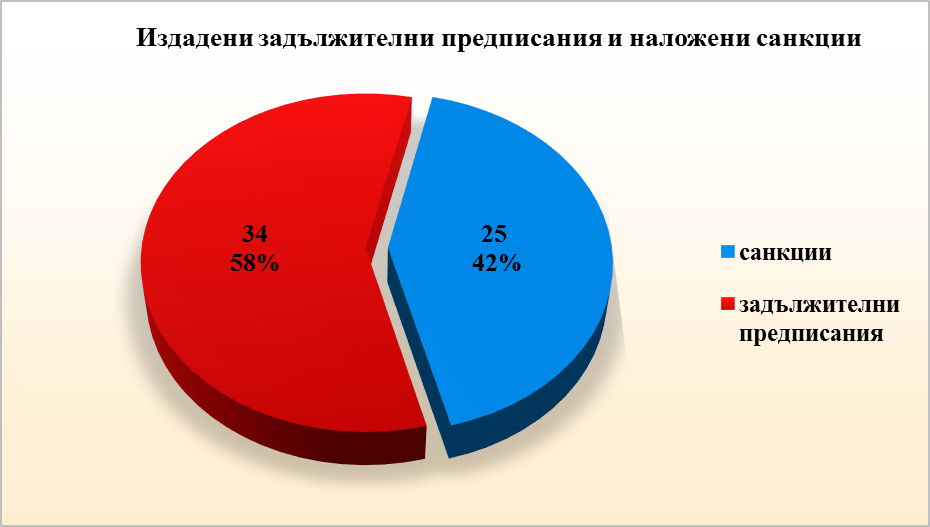 Издадени задължителни предписания и наложени санкции
34
58%
25
42%
санкции
задължителни
предписания